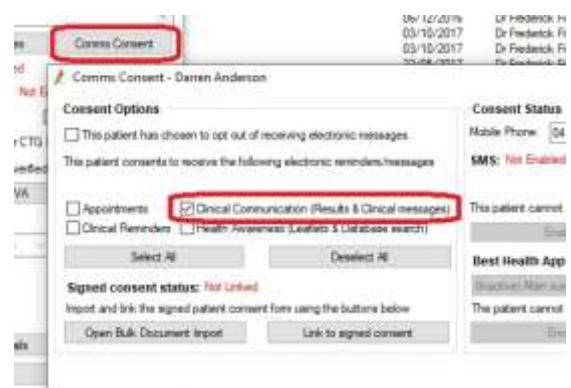 06/12/2016 Dr Frederick
03/10/2017 Dr Frederick
03/10/2017 Dr Frederick
Comms Consent
Comms Consent - Darren Anderson
Consent Options
This patient has chosen to opt out of receiving electronic messages
This patient consents to receive the following electronic reminders/messages
Appointments
Clinical Communication (Results & Clinical messages)
Clinical Reminders
Health Awareness (Leaflets & Database search)
Select All
Deselect All
Signed consent status: Not Linked
Import and link the signed patient consent form using the buttons below
Open Bulk Document Import
Link to signed consent
Consent Status
Mobile Phone: 04
SMS: Not Enabled
This patient cannot
Best Health App
The patient cannot